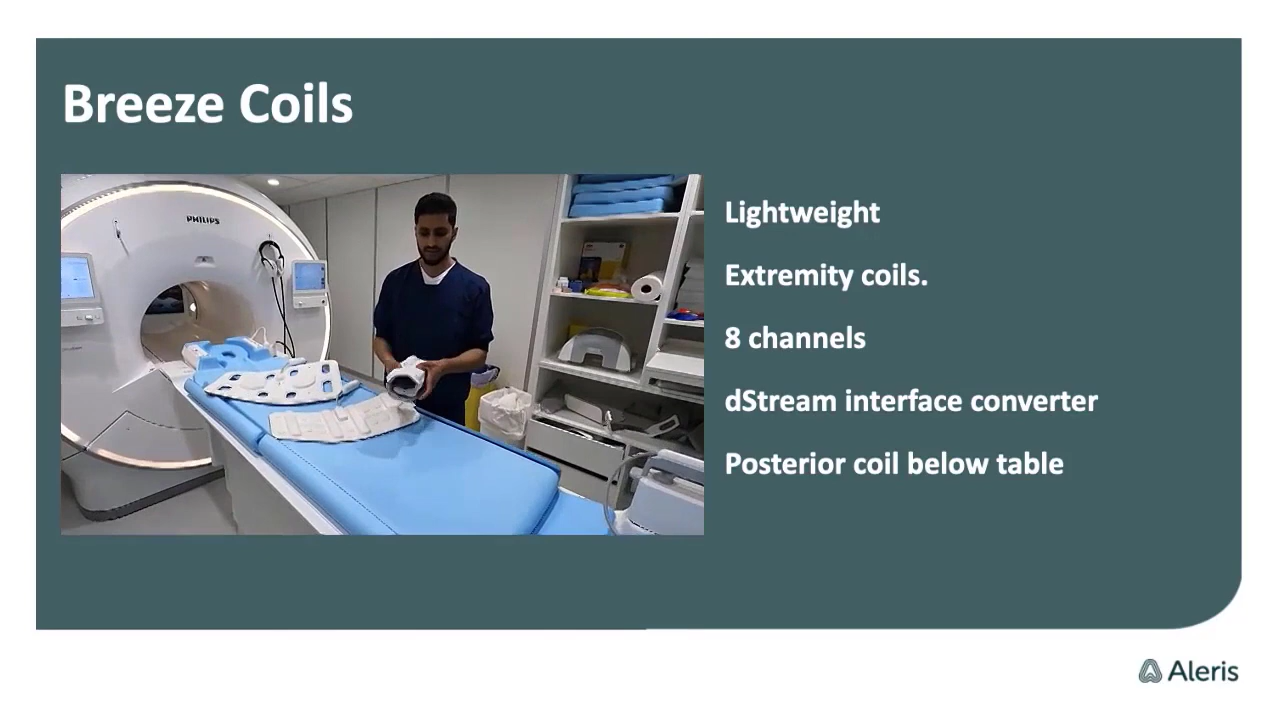 Breeze Coils
PHILIPS
Lightweight
Extremity coils.
8 channels
dStream interface converter
Posterior coil below table
Aleris